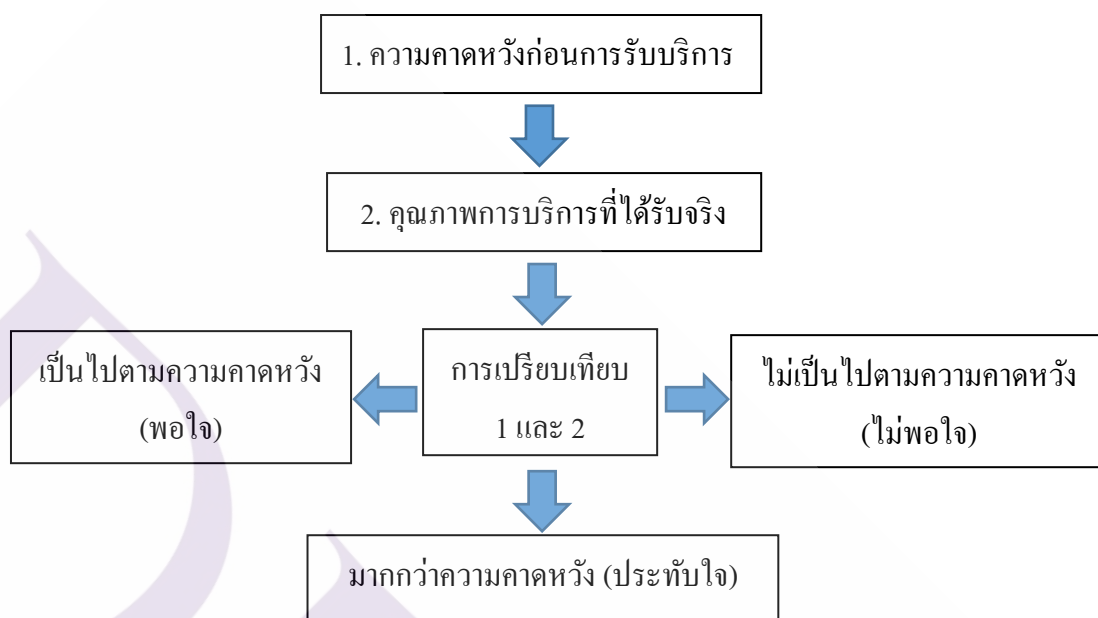 1. ความคาดหวังก่อนการรับบริการ
2. คุณภาพการบริการที่ได้รับจริง
เป็นไปตามความคาดหวัง
(พอใจ)
การเปรียบเทียบ
1 และ 2
ไม่เป็นไปตามความคาดหวัง
(ไม่พอใจ)
มากกว่าความคาดหวัง (ประทับใจ)